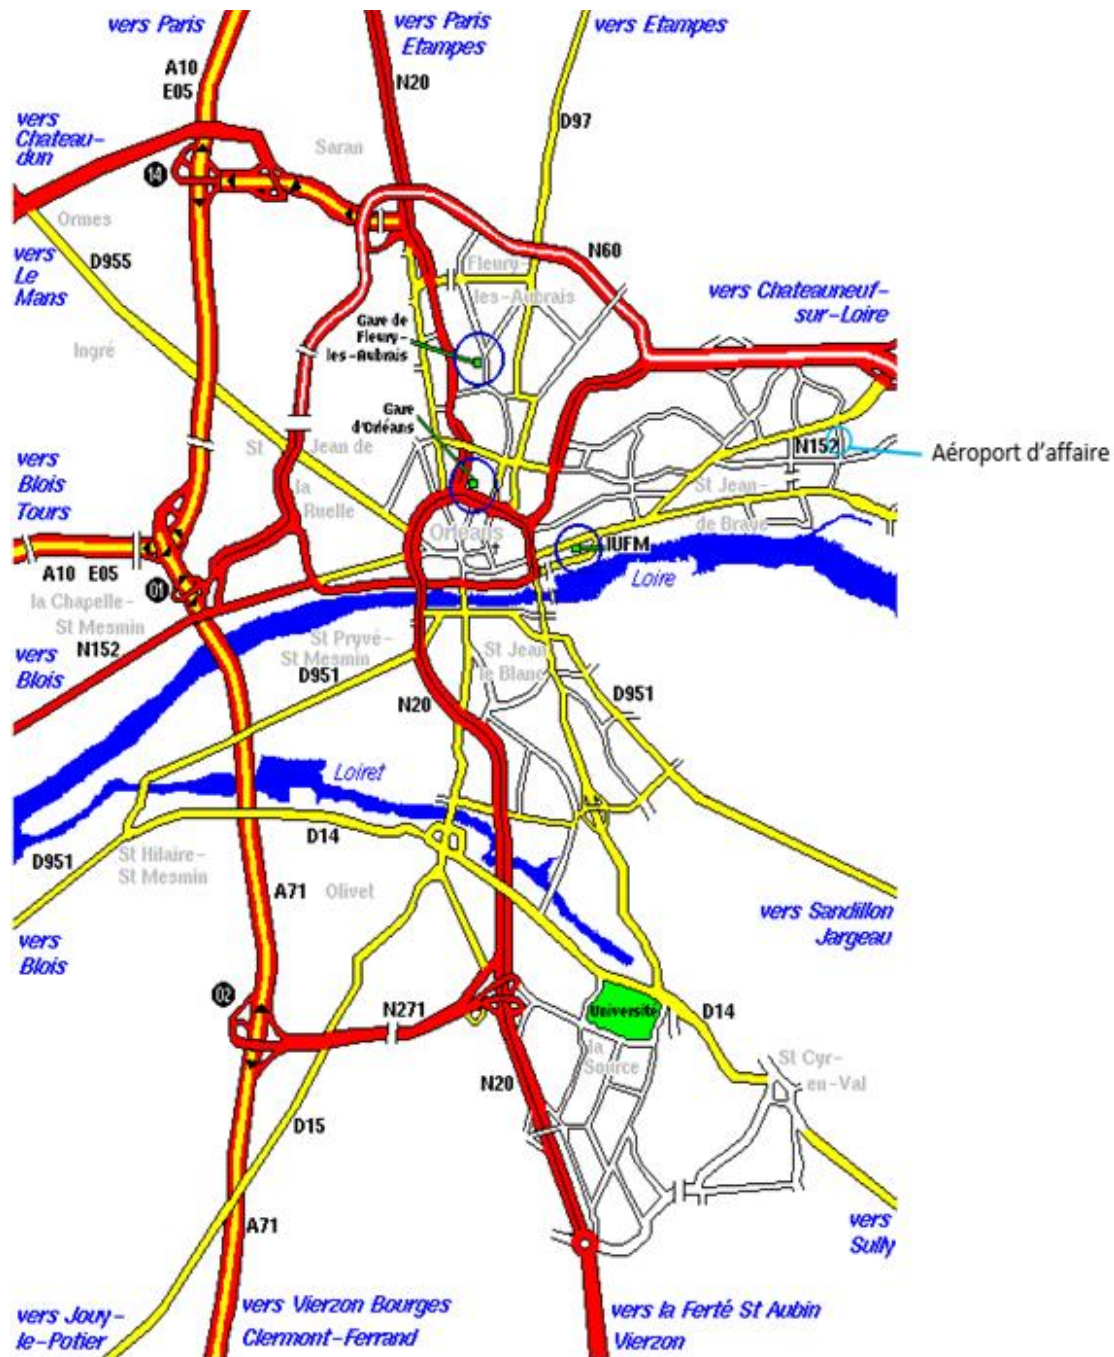 vers Paris
vers Paris
Etampes
vers Etampes
A10
E05
N20
D97
vers
Chateau-
dun
Saran
14
Ormes
vers
Le
Mans
D955
N60
Fleury-
les-Aubrais
vers Chateauneuf-
sur-Loire
Gare de
Fleury-
les-Aubrais
Ingré
Gare
d'Orléans
St Jean de
la
Ruelle
N152
Aéroport d'affaire
vers
Blois
Tours
St Jean-
de Braye
Orléans
IUFM
A10 E05
Loire
01
la Chapelle-
St Mesmin
N152
St Pryvé-
St Mesmin
St Jean
le Blanc
vers
Blois
D951
N20
D951
Loiret
D14
D951
St Hilaire-
St Mesmin
A71
Olivet
vers Sandillon
Jargeau
vers
Blois
02
N271
Université
D14
la
Source
St Cyr-
en-Val
N20
D15
A71
vers
Sully
vers Jouy-
le-Potier
vers Vierzon Bourges
Clermont-Ferrand
vers la Ferté St Aubin
Vierzon